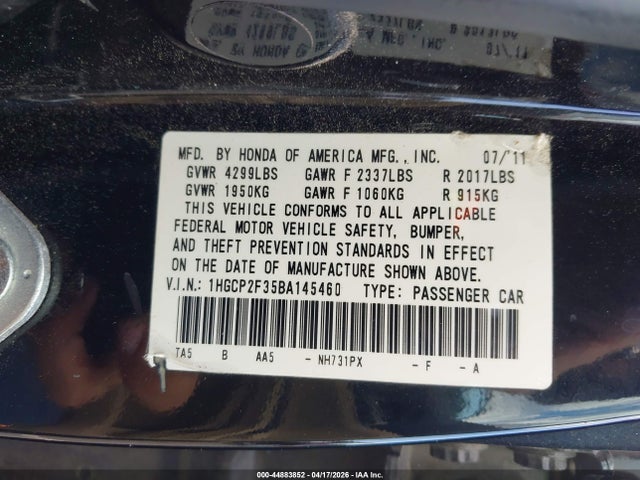 MFD. BY HONDA OF AMERICA MFG., INC. 07/'11
GVWR 4299LBS GAWR F 2337LBS R 2017LBS
GVWR 1950KG GAWR F 1060KG R 915KG
THIS VEHICLE CONFORMS TO ALL APPLICABLE
FEDERAL MOTOR VEHICLE SAFETY, BUMPER,
AND THEFT PREVENTION STANDARDS IN EFFECT
ON THE DATE OF MANUFACTURE SHOWN ABOVE.
V.I.N.: 1HGCP2F35BA145460 TYPE: PASSENGER CAR
TA5 B AA5 - NH731PX - F - A
000-44883852 | 04/17/2026 | IAA Inc.